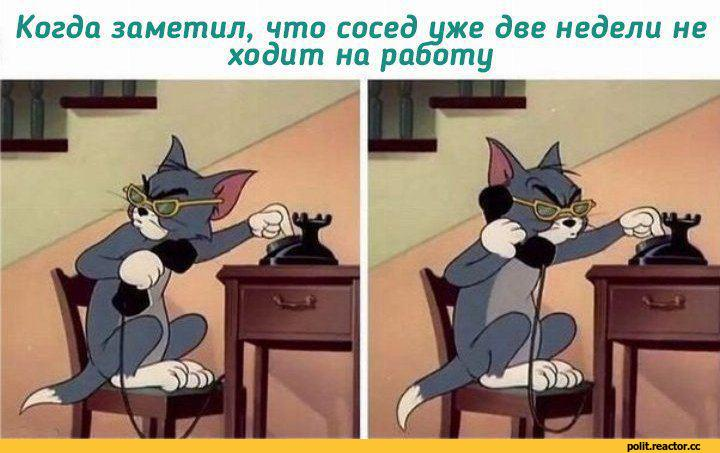 Когда заметил, что сосед уже две недели не
ходит на работу
polit.reactor.cc